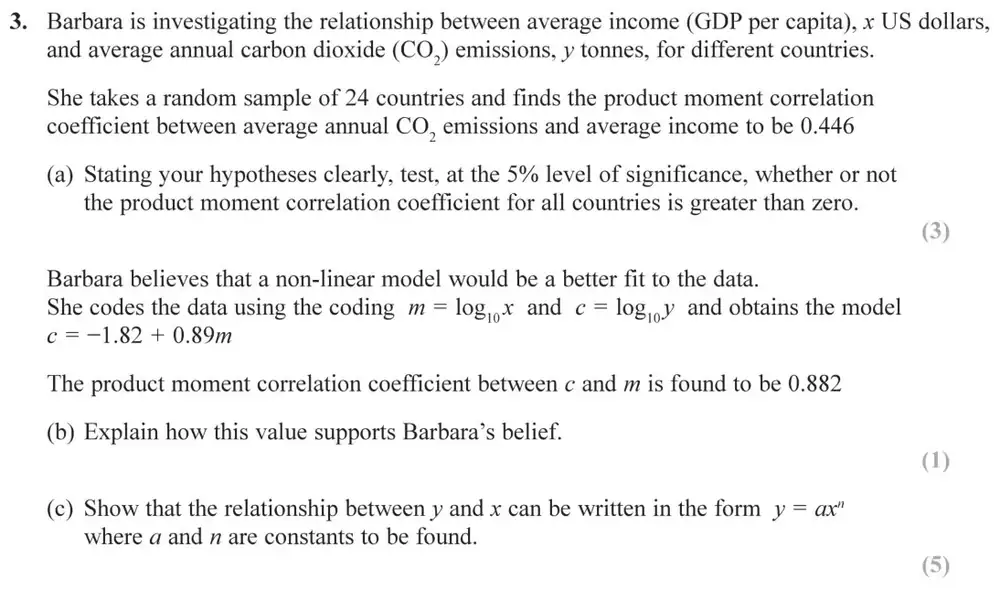 3. Barbara is investigating the relationship between average income (GDP per capita), x US dollars,
and average annual carbon dioxide (CO₂) emissions, y tonnes, for different countries.
She takes a random sample of 24 countries and finds the product moment correlation
coefficient between average annual CO₂ emissions and average income to be 0.446
(a) Stating your hypotheses clearly, test, at the 5% level of significance, whether or not
the product moment correlation coefficient for all countries is greater than zero.
(3)
Barbara believes that a non-linear model would be a better fit to the data.
She codes the data using the coding m = log₁₀x and c = log₁₀y and obtains the model
c = −1.82 + 0.89m
The product moment correlation coefficient between c and m is found to be 0.882
(b) Explain how this value supports Barbara’s belief.
(1)
(c) Show that the relationship between y and x can be written in the form y = axⁿ
where a and n are constants to be found.
(5)